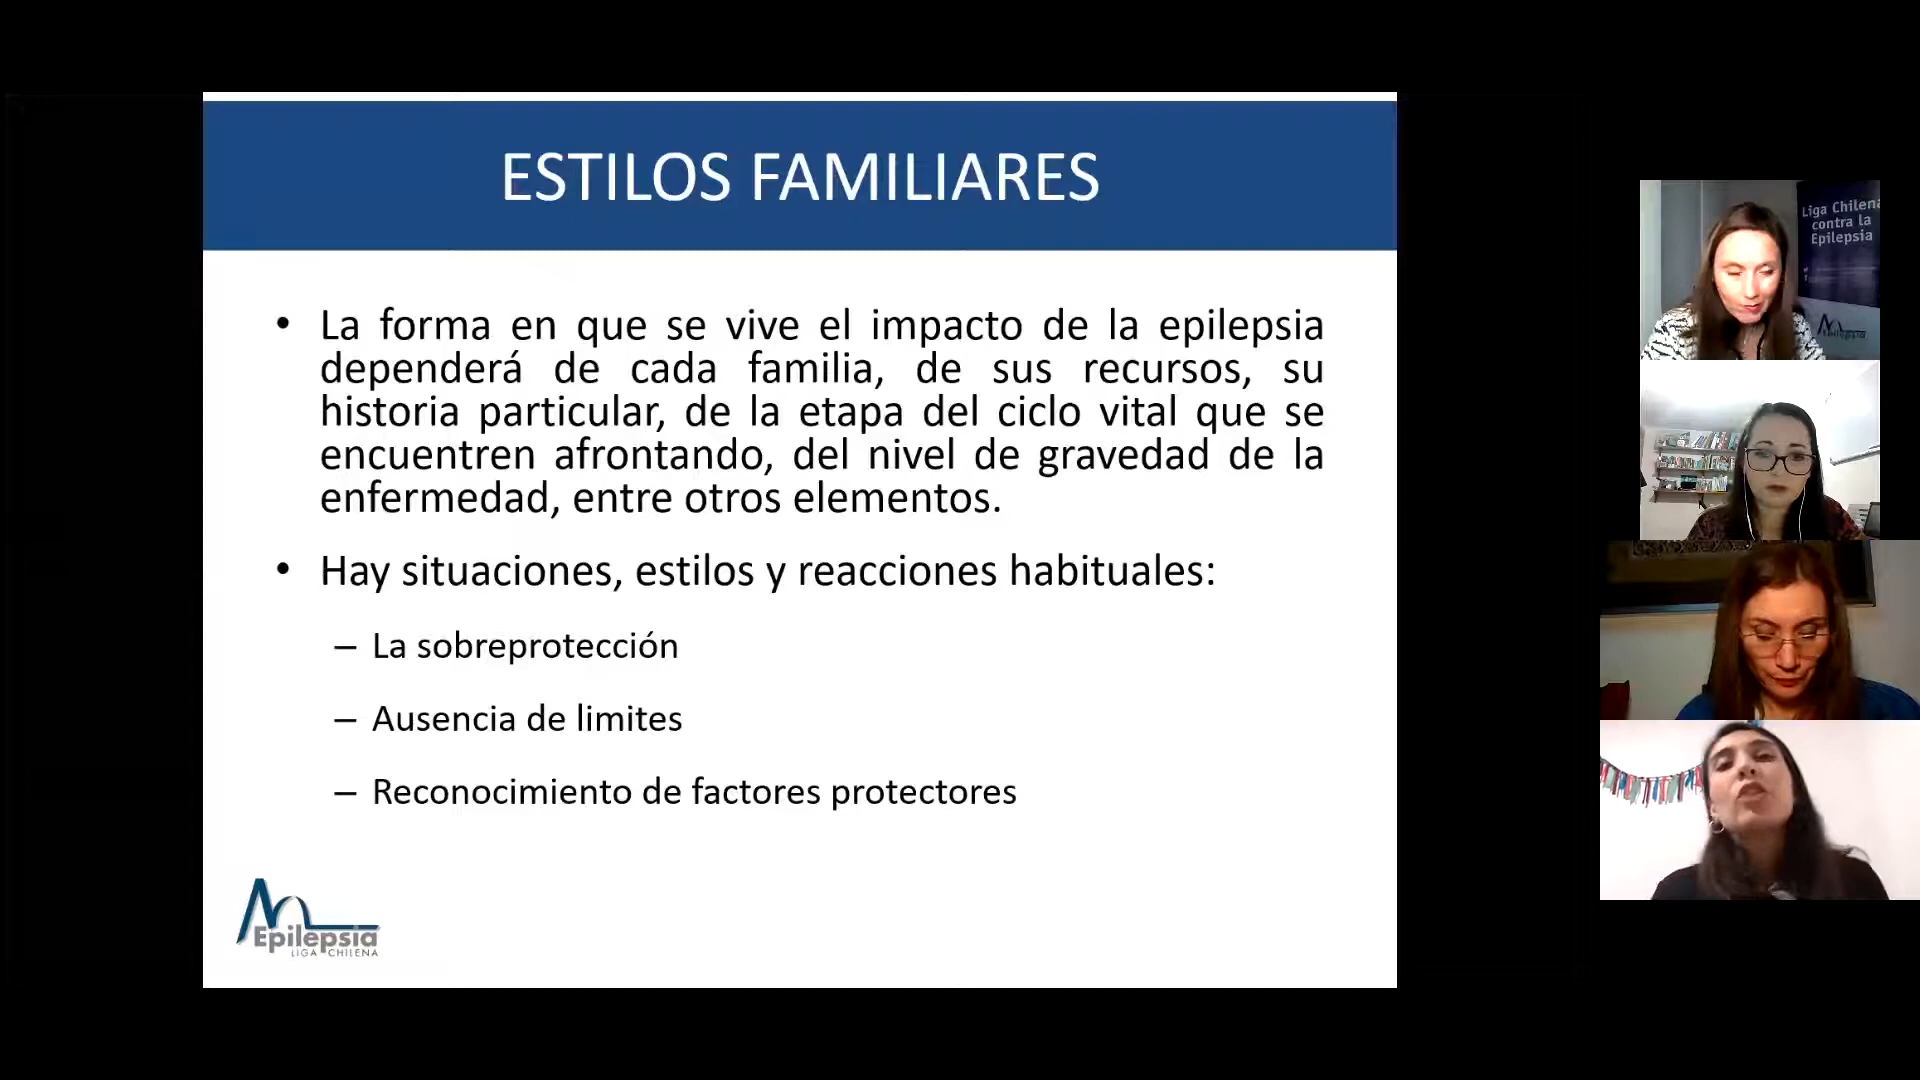 ESTILOS FAMILIARES
• La forma en que se vive el impacto de la epilepsia
dependerá de cada familia, de sus recursos, su
historia particular, de la etapa del ciclo vital que se
encuentren afrontando, del nivel de gravedad de la
enfermedad, entre otros elementos.
• Hay situaciones, estilos y reacciones habituales:
– La sobreprotección
– Ausencia de limites
– Reconocimiento de factores protectores
Epilepsia
LIGA CHILENA
Liga Chilena
contra la
Epilepsia
Epilepsia